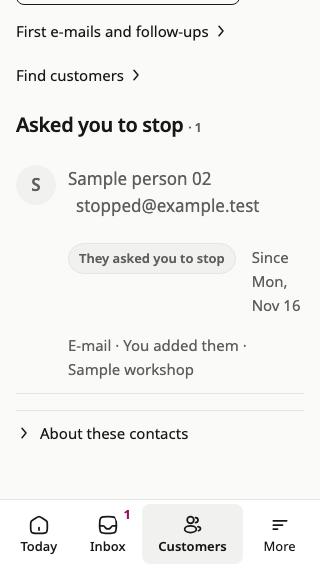 First e-mails and follow-ups
Find customers
Asked you to stop · 1
S
Sample person 02
stopped@example.test
They asked you to stop
Since
Mon,
Nov 16
E-mail · You added them ·
Sample workshop
About these contacts
1
Today
Inbox
Customers
More